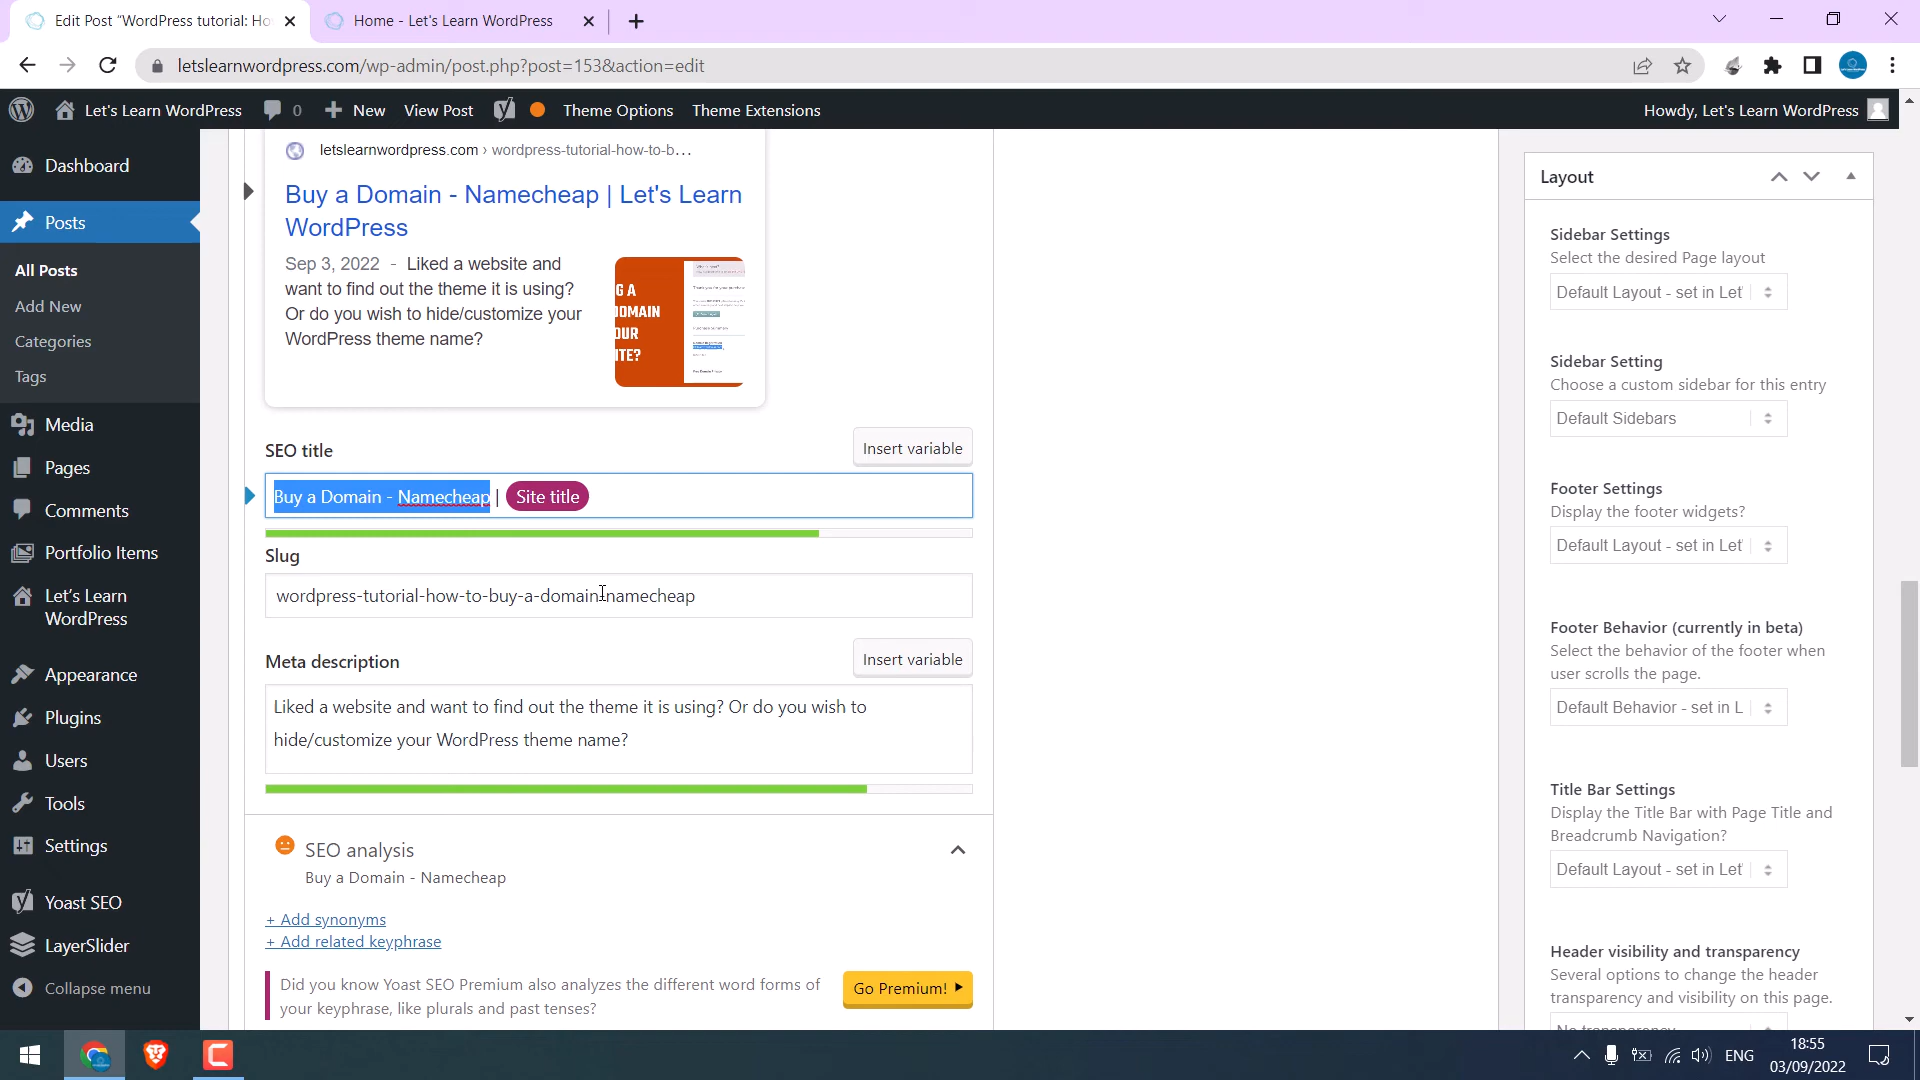 Edit Post “WordPress tutorial: Ho
Home - Let's Learn WordPress
letslearnwordpress.com/wp-admin/post.php?post=153&action=edit
Let's Learn WordPress
0
New
View Post
Theme Options
Theme Extensions
Howdy, Let's Learn WordPress
Dashboard
Posts
All Posts
Add New
Categories
Tags
Media
Pages
Comments
Portfolio Items
Let’s Learn
WordPress
Appearance
Plugins
Users
Tools
Settings
Yoast SEO
LayerSlider
Collapse menu
letslearnwordpress.com › wordpress-tutorial-how-to-b…
Buy a Domain - Namecheap | Let's Learn
WordPress
Sep 3, 2022 - Liked a website and
want to find out the theme it is using?
Or do you wish to hide/customize your
WordPress theme name?
G A
DOMAIN
OUR
ITE?
SEO title
Insert variable
Buy a Domain - Namecheap | Site title
Slug
wordpress-tutorial-how-to-buy-a-domain-namecheap
Meta description
Insert variable
Liked a website and want to find out the theme it is using? Or do you wish to
hide/customize your WordPress theme name?
SEO analysis
Buy a Domain - Namecheap
+ Add synonyms
+ Add related keyphrase
Did you know Yoast SEO Premium also analyzes the different word forms of
your keyphrase, like plurals and past tenses?
Go Premium!
Layout
Sidebar Settings
Select the desired Page layout
Default Layout - set in Let'
Sidebar Setting
Choose a custom sidebar for this entry
Default Sidebars
Footer Settings
Display the footer widgets?
Default Layout - set in Let'
Footer Behavior (currently in beta)
Select the behavior of the footer when
user scrolls the page.
Default Behavior - set in L
Title Bar Settings
Display the Title Bar with Page Title and
Breadcrumb Navigation?
Default Layout - set in Let'
Header visibility and transparency
Several options to change the header
transparency and visibility on this page.
No transparency
ENG
18:55
03/09/2022